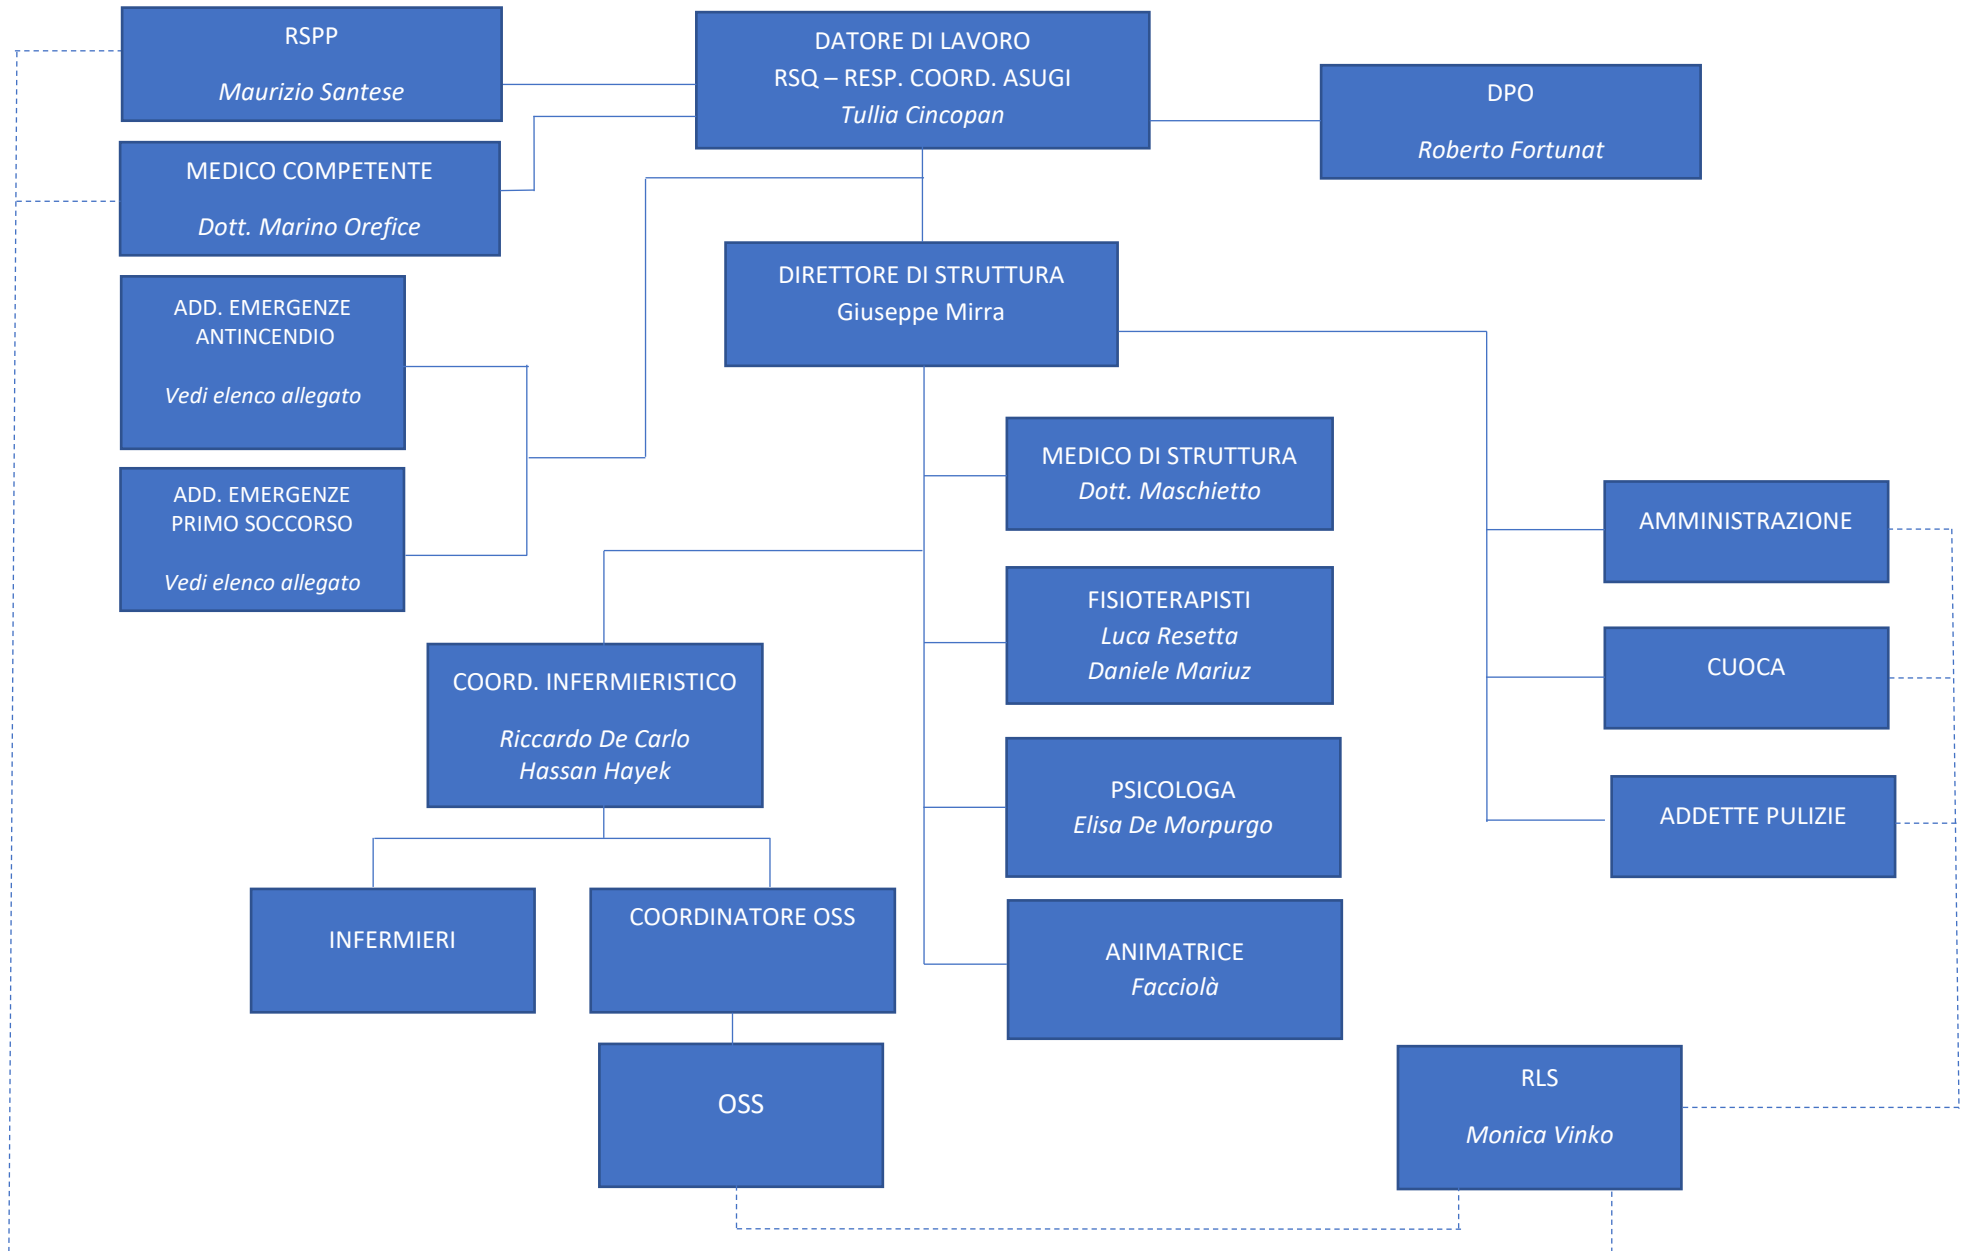 RSPP
Maurizio Santese
DATORE DI LAVORO
RSQ – RESP. COORD. ASUGI
Tullia Cincopan
DPO
Roberto Fortunat
MEDICO COMPETENTE
Dott. Marino Orefice
DIRETTORE DI STRUTTURA
Giuseppe Mirra
ADD. EMERGENZE
ANTINCENDIO
Vedi elenco allegato
ADD. EMERGENZE
PRIMO SOCCORSO
Vedi elenco allegato
MEDICO DI STRUTTURA
Dott. Maschietto
AMMINISTRAZIONE
FISIOTERAPISTI
Luca Resetta
Daniele Mariuz
CUOCA
COORD. INFERMIERISTICO
Riccardo De Carlo
Hassan Hayek
PSICOLOGA
Elisa De Morpurgo
ADDETTE PULIZIE
INFERMIERI
COORDINATORE OSS
ANIMATRICE
Facciolà
OSS
RLS
Monica Vinko